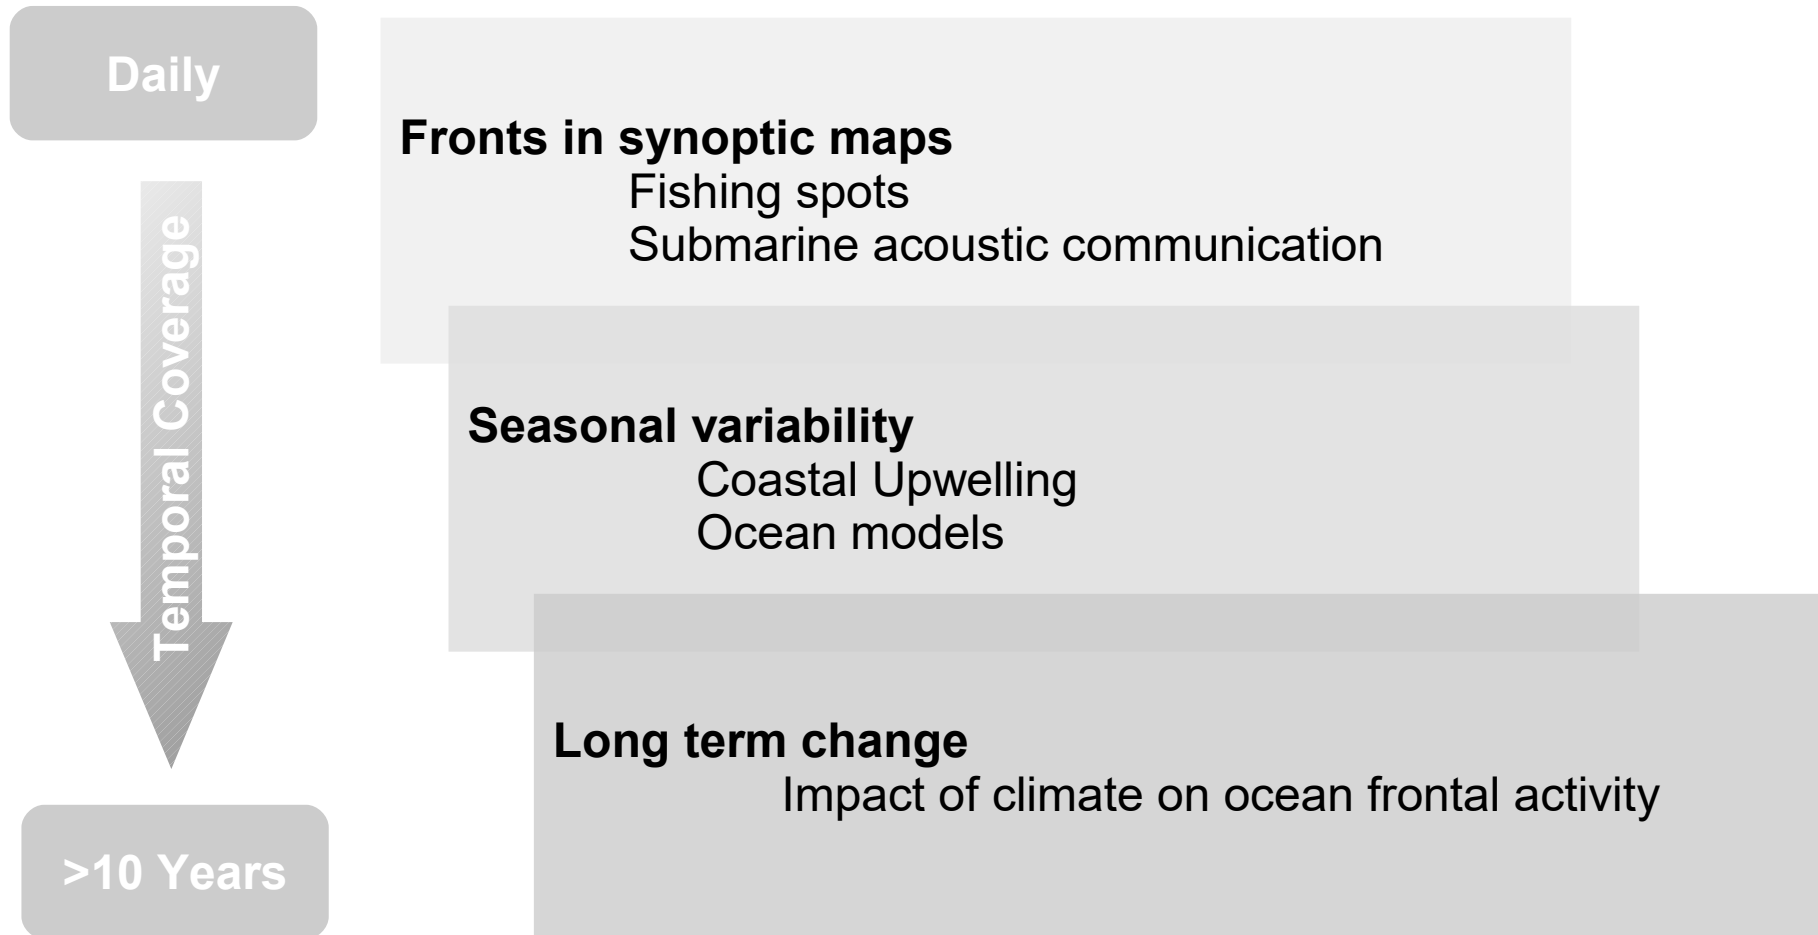 Daily
Temporal Coverage
>10 Years
Fronts in synoptic maps
Fishing spots
Submarine acoustic communication
Seasonal variability
Coastal Upwelling
Ocean models
Long term change
Impact of climate on ocean frontal activity